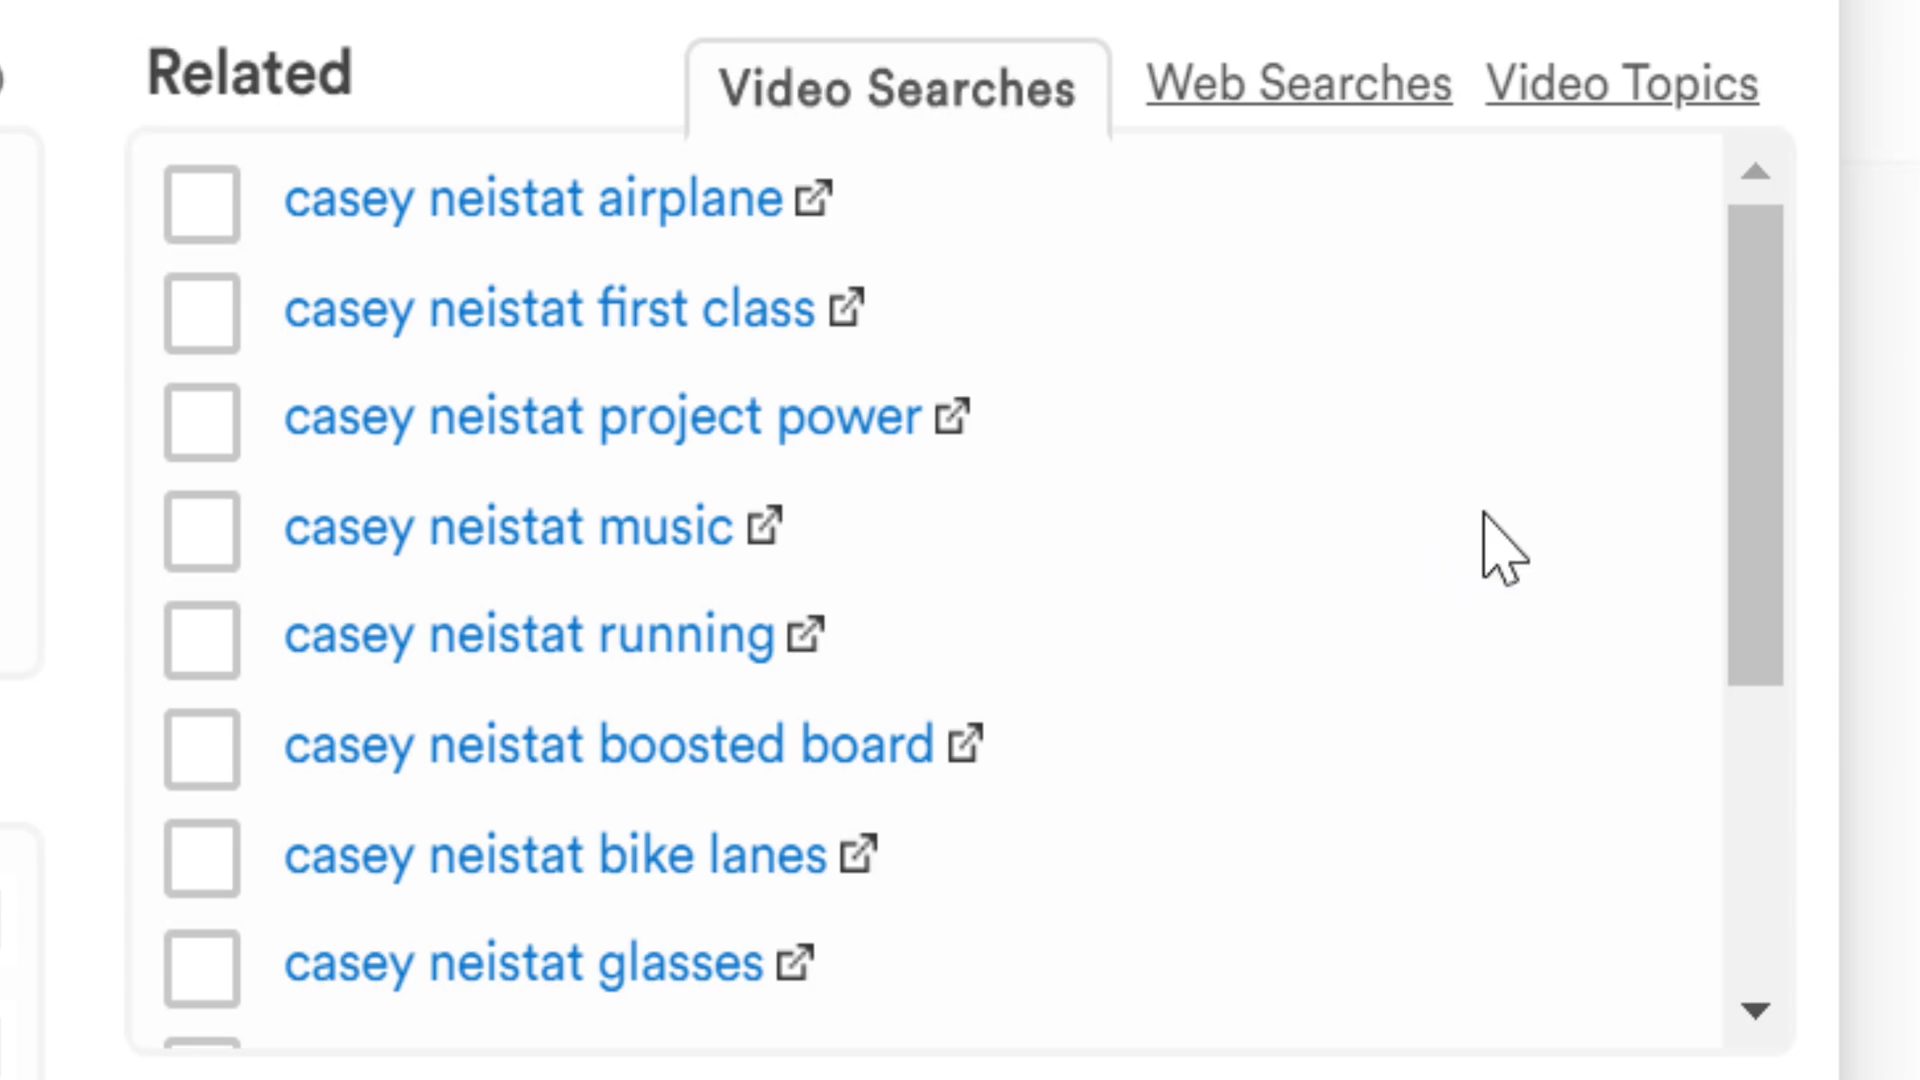 Related
Video Searches
Web Searches
Video Topics
casey neistat airplane
casey neistat first class
casey neistat project power
casey neistat music
casey neistat running
casey neistat boosted board
casey neistat bike lanes
casey neistat glasses